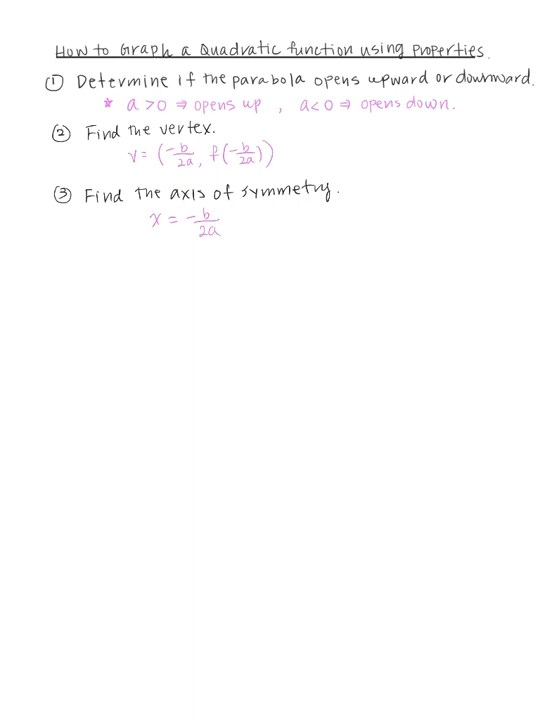 How to Graph a Quadratic function using Properties.
① Determine if the parabola opens upward or downward.
* a > 0 ⇒ opens up , a < 0 ⇒ opens down.
② Find the vertex.
V = (-b/2a, f(-b/2a))
③ Find the axis of symmetry.
x = -b/2a